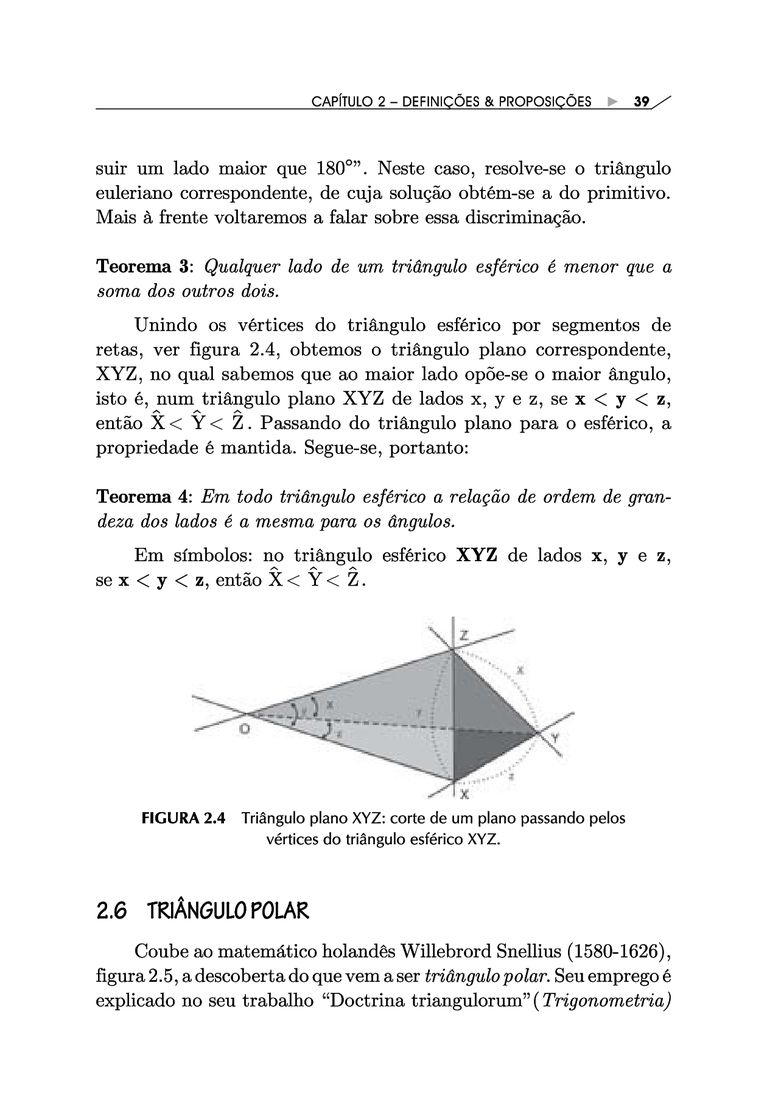 CAPÍTULO 2 – DEFINIÇÕES & PROPOSIÇÕES ► 39
suir um lado maior que 180°”. Neste caso, resolve-se o triângulo
euleriano correspondente, de cuja solução obtém-se a do primitivo.
Mais à frente voltaremos a falar sobre essa discriminação.
Teorema 3: Qualquer lado de um triângulo esférico é menor que a
soma dos outros dois.
Unindo os vértices do triângulo esférico por segmentos de
retas, ver figura 2.4, obtemos o triângulo plano correspondente,
XYZ, no qual sabemos que ao maior lado opõe-se o maior ângulo,
isto é, num triângulo plano XYZ de lados x, y e z, se x < y < z,
então X̂ < Ŷ < Ẑ. Passando do triângulo plano para o esférico, a
propriedade é mantida. Segue-se, portanto:
Teorema 4: Em todo triângulo esférico a relação de ordem de gran-
deza dos lados é a mesma para os ângulos.
Em símbolos: no triângulo esférico XYZ de lados x, y e z,
se x < y < z, então X̂ < Ŷ < Ẑ.
Z
X
X
Y
Y
O
Z
Y
Z
X
FIGURA 2.4 Triângulo plano XYZ: corte de um plano passando pelos
vértices do triângulo esférico XYZ.
2.6 TRIÂNGULO POLAR
Coube ao matemático holandês Willebrord Snellius (1580-1626),
figura 2.5, a descoberta do que vem a ser triângulo polar. Seu emprego é
explicado no seu trabalho “Doctrina triangulorum” (Trigonometria)